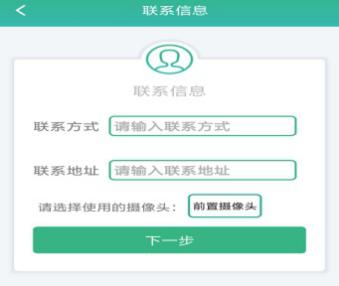 联系信息
联系信息
联系方式 请输入联系方式
联系地址 请输入联系地址
请选择使用的摄像头： 前置摄像头
下一步